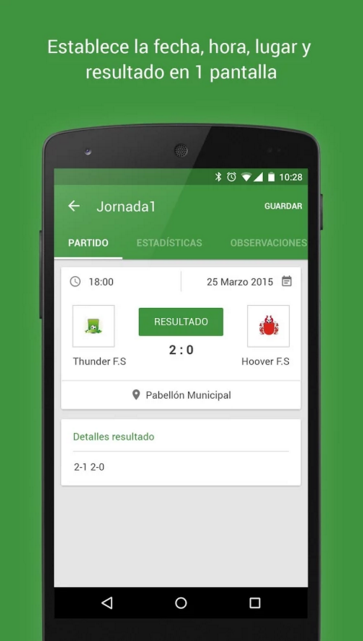 Establece la fecha, hora, lugar y
resultado en 1 pantalla
10:28
Jornada1
GUARDAR
PARTIDO
ESTADÍSTICAS
OBSERVACIONES
18:00
25 Marzo 2015
RESULTADO
2 : 0
Thunder F.S
Hoover F.S
Pabellón Municipal
Detalles resultado
2-1 2-0